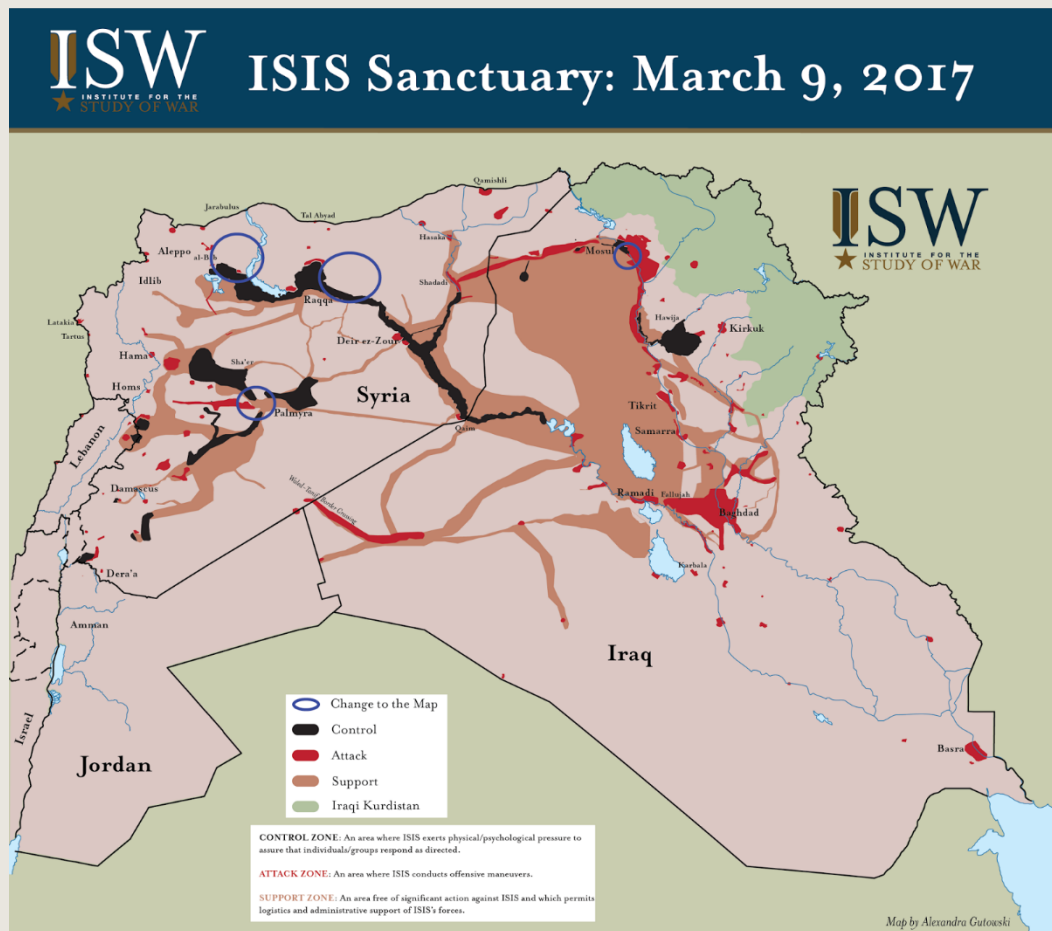 ISW
INSTITUTE FOR THE
STUDY OF WAR
ISIS Sanctuary: March 9, 2017
ISW
INSTITUTE FOR THE
STUDY OF WAR
Qamishli
Jarabulus
Tal Abyad
Aleppo
al-Bab
Hasaka
Mosul
Idlib
Raqqa
Shadadi
Latakia
Tartus
Hawija
Kirkuk
Deir ez-Zour
Hama
Sha'er
Homs
Syria
Palmyra
Tikrit
Qaim
Samarra
Lebanon
Damascus
Walid-Tanf Border Crossing
Ramadi
Fallujah
Baghdad
Karbala
Dera'a
Amman
Iraq
Israel
Jordan
Basra
Change to the Map
Control
Attack
Support
Iraqi Kurdistan
CONTROL ZONE: An area where ISIS exerts physical/psychological pressure to
assure that individuals/groups respond as directed.
ATTACK ZONE: An area where ISIS conducts offensive maneuvers.
SUPPORT ZONE: An area free of significant action against ISIS and which permits
logistics and administrative support of ISIS's forces.
Map by Alexandra Gutowski